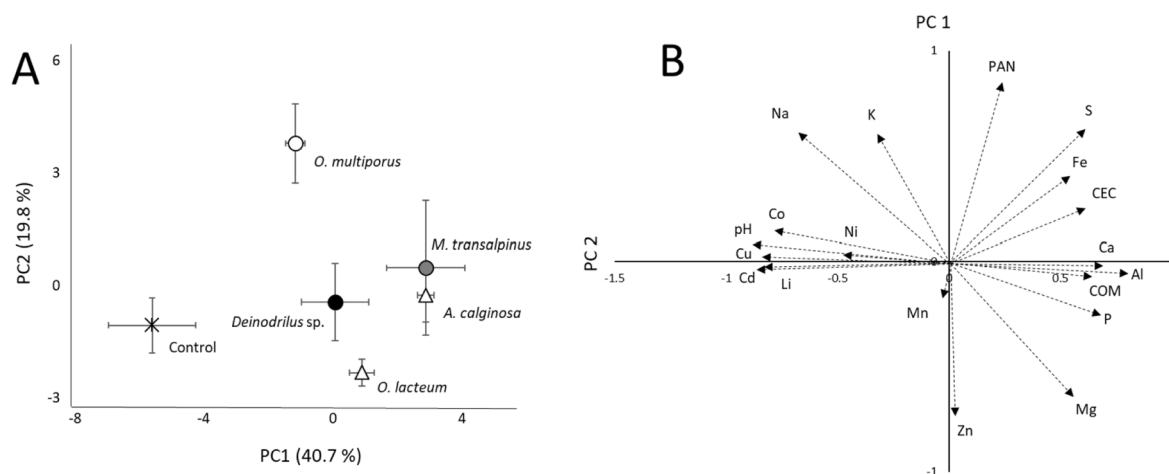 A
6
3
0
-3
PC2 (19.8 %)
O. multiporus
M. transalpinus
A. calginosa
Deinodrilus sp.
Control
O. lacteum
-8
-4
0
4
PC1 (40.7 %)
B
PC 1
1
PAN
Na
K
S
Fe
CEC
Co
pH
Ni
Cu
Ca
PC 2
0
-1.5
-0.5
0
0.5
Al
Cd
Li
COM
Mn
P
Mg
Zn
-1